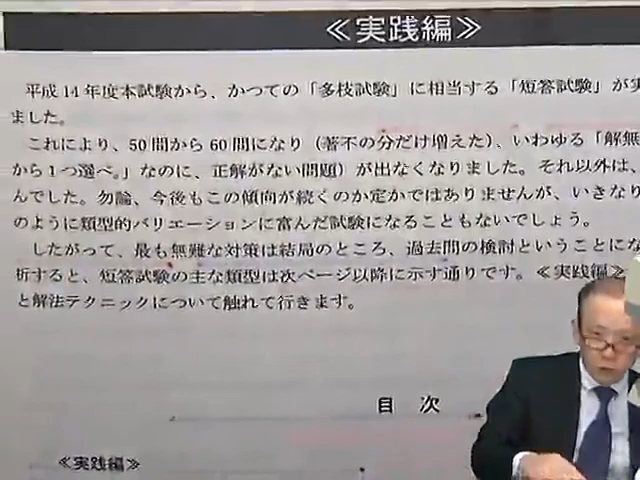 ≪実践編≫
平成14年度本試験から、かつての「多枝試験」に相当する「短答試験」が実
ました。
これにより、50問から60問になり（著不の分だけ増えた）、いわゆる「解無
から1つ選べ。」なのに、正解がない問題）が出なくなりました。それ以外は、
んでした。勿論、今後もこの傾向が続くのか定かではありませんが、いきなり
のように類型的バリエーションに富んだ試験になることもないでしょう。
したがって、最も無難な対策は結局のところ、過去問の検討ということにな
析すると、短答試験の主な類型は次ページ以降に示す通りです。≪実践編≫
と解法テクニックについて触れて行きます。
目 次
≪実践編≫